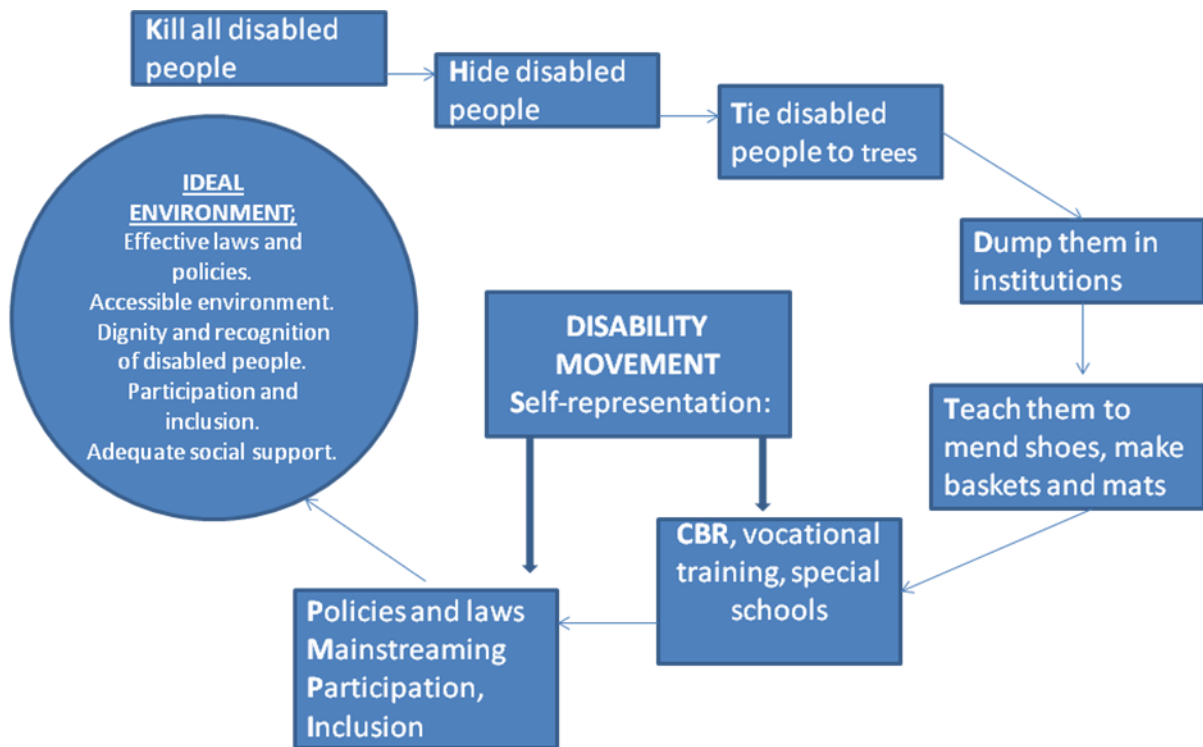 Kill all disabled
people
Hide disabled
people
Tie disabled
people to trees
Dump them in
institutions
Teach them to
mend shoes, make
baskets and mats
CBR, vocational
training, special
schools
DISABILITY
MOVEMENT
Self-representation:
Policies and laws
Mainstreaming
Participation,
Inclusion
IDEAL
ENVIRONMENT;
Effective laws and
policies.
Accessible environment.
Dignity and recognition
of disabled people.
Participation and
inclusion.
Adequate social support.